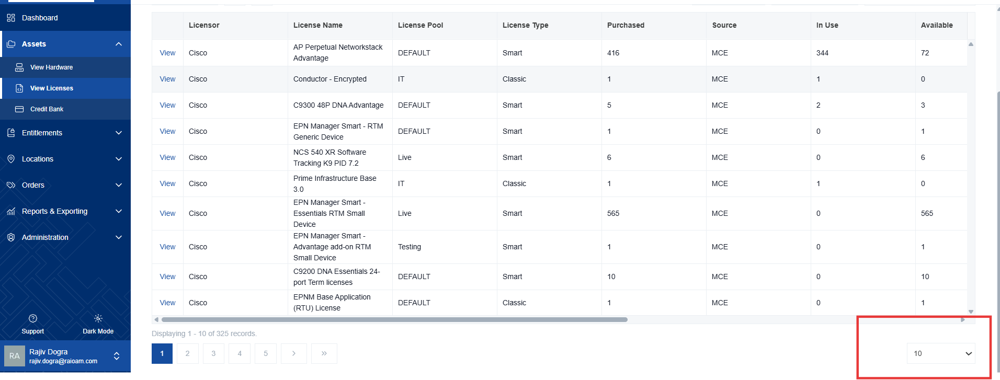 Dashboard
Assets
View Hardware
View Licenses
Credit Bank
Entitlements
Locations
Orders
Reports & Exporting
Administration
Support
Dark Mode
RA
Rajiv Dogra
rajiv.dogra@raioam.com
Licensor License Name License Pool License Type Purchased Source In Use Available
View Cisco AP Perpetual Networkstack DEFAULT Smart 416 MCE 344 72
Advantage
View Cisco Conductor - Encrypted IT Classic 1 MCE 1 0
View Cisco C9300 48P DNA Advantage DEFAULT Smart 5 MCE 2 3
View Cisco EPN Manager Smart - RTM DEFAULT Smart 1 MCE 0 1
Generic Device
View Cisco NCS 540 XR Software Live Smart 6 MCE 0 6
Tracking K9 PID 7.2
View Cisco Prime Infrastructure Base IT Classic 1 MCE 1 0
3.0
EPN Manager Smart -
View Cisco Essentials RTM Small Live Smart 565 MCE 0 565
Device
EPN Manager Smart -
View Cisco Advantage add-on RTM Testing Smart 1 MCE 0 1
Small Device
View Cisco C9200 DNA Essentials 24- DEFAULT Smart 10 MCE 0 10
port Term licenses
View Cisco EPNM Base Application DEFAULT Classic 1 MCE 0 1
(RTU) License
Displaying 1 - 10 of 325 records.
1 2 3 4 5 > »
10